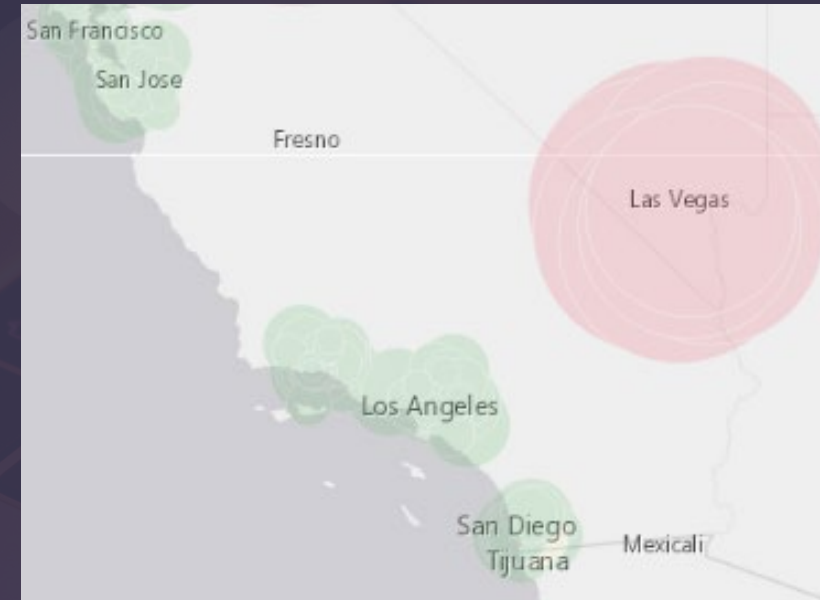 San Francisco
San Jose
Fresno
Las Vegas
Los Angeles
San Diego
Tijuana
Mexicali